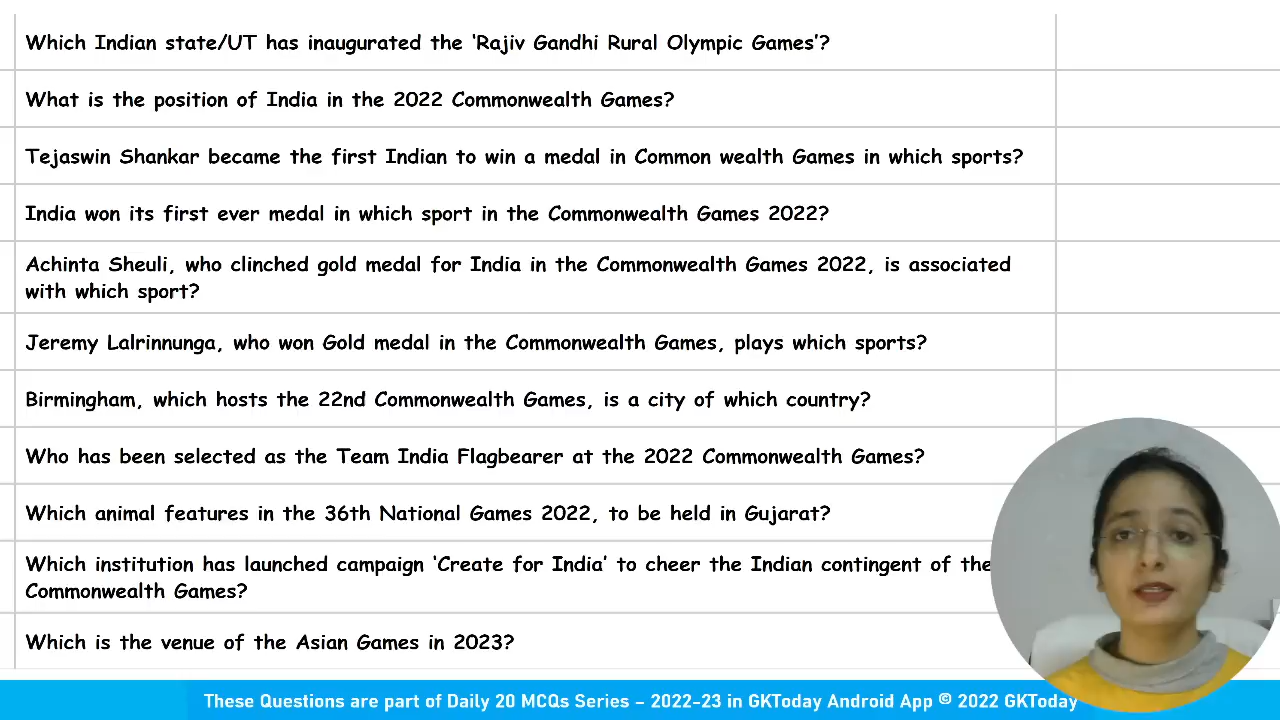 Which Indian state/UT has inaugurated the ‘Rajiv Gandhi Rural Olympic Games’?
What is the position of India in the 2022 Commonwealth Games?
Tejaswin Shankar became the first Indian to win a medal in Common wealth Games in which sports?
India won its first ever medal in which sport in the Commonwealth Games 2022?
Achinta Sheuli, who clinched gold medal for India in the Commonwealth Games 2022, is associated
with which sport?
Jeremy Lalrinnunga, who won Gold medal in the Commonwealth Games, plays which sports?
Birmingham, which hosts the 22nd Commonwealth Games, is a city of which country?
Who has been selected as the Team India Flagbearer at the 2022 Commonwealth Games?
Which animal features in the 36th National Games 2022, to be held in Gujarat?
Which institution has launched campaign ‘Create for India’ to cheer the Indian contingent of the
Commonwealth Games?
Which is the venue of the Asian Games in 2023?
These Questions are part of Daily 20 MCQs Series – 2022-23 in GKToday Android App © 2022 GKToday